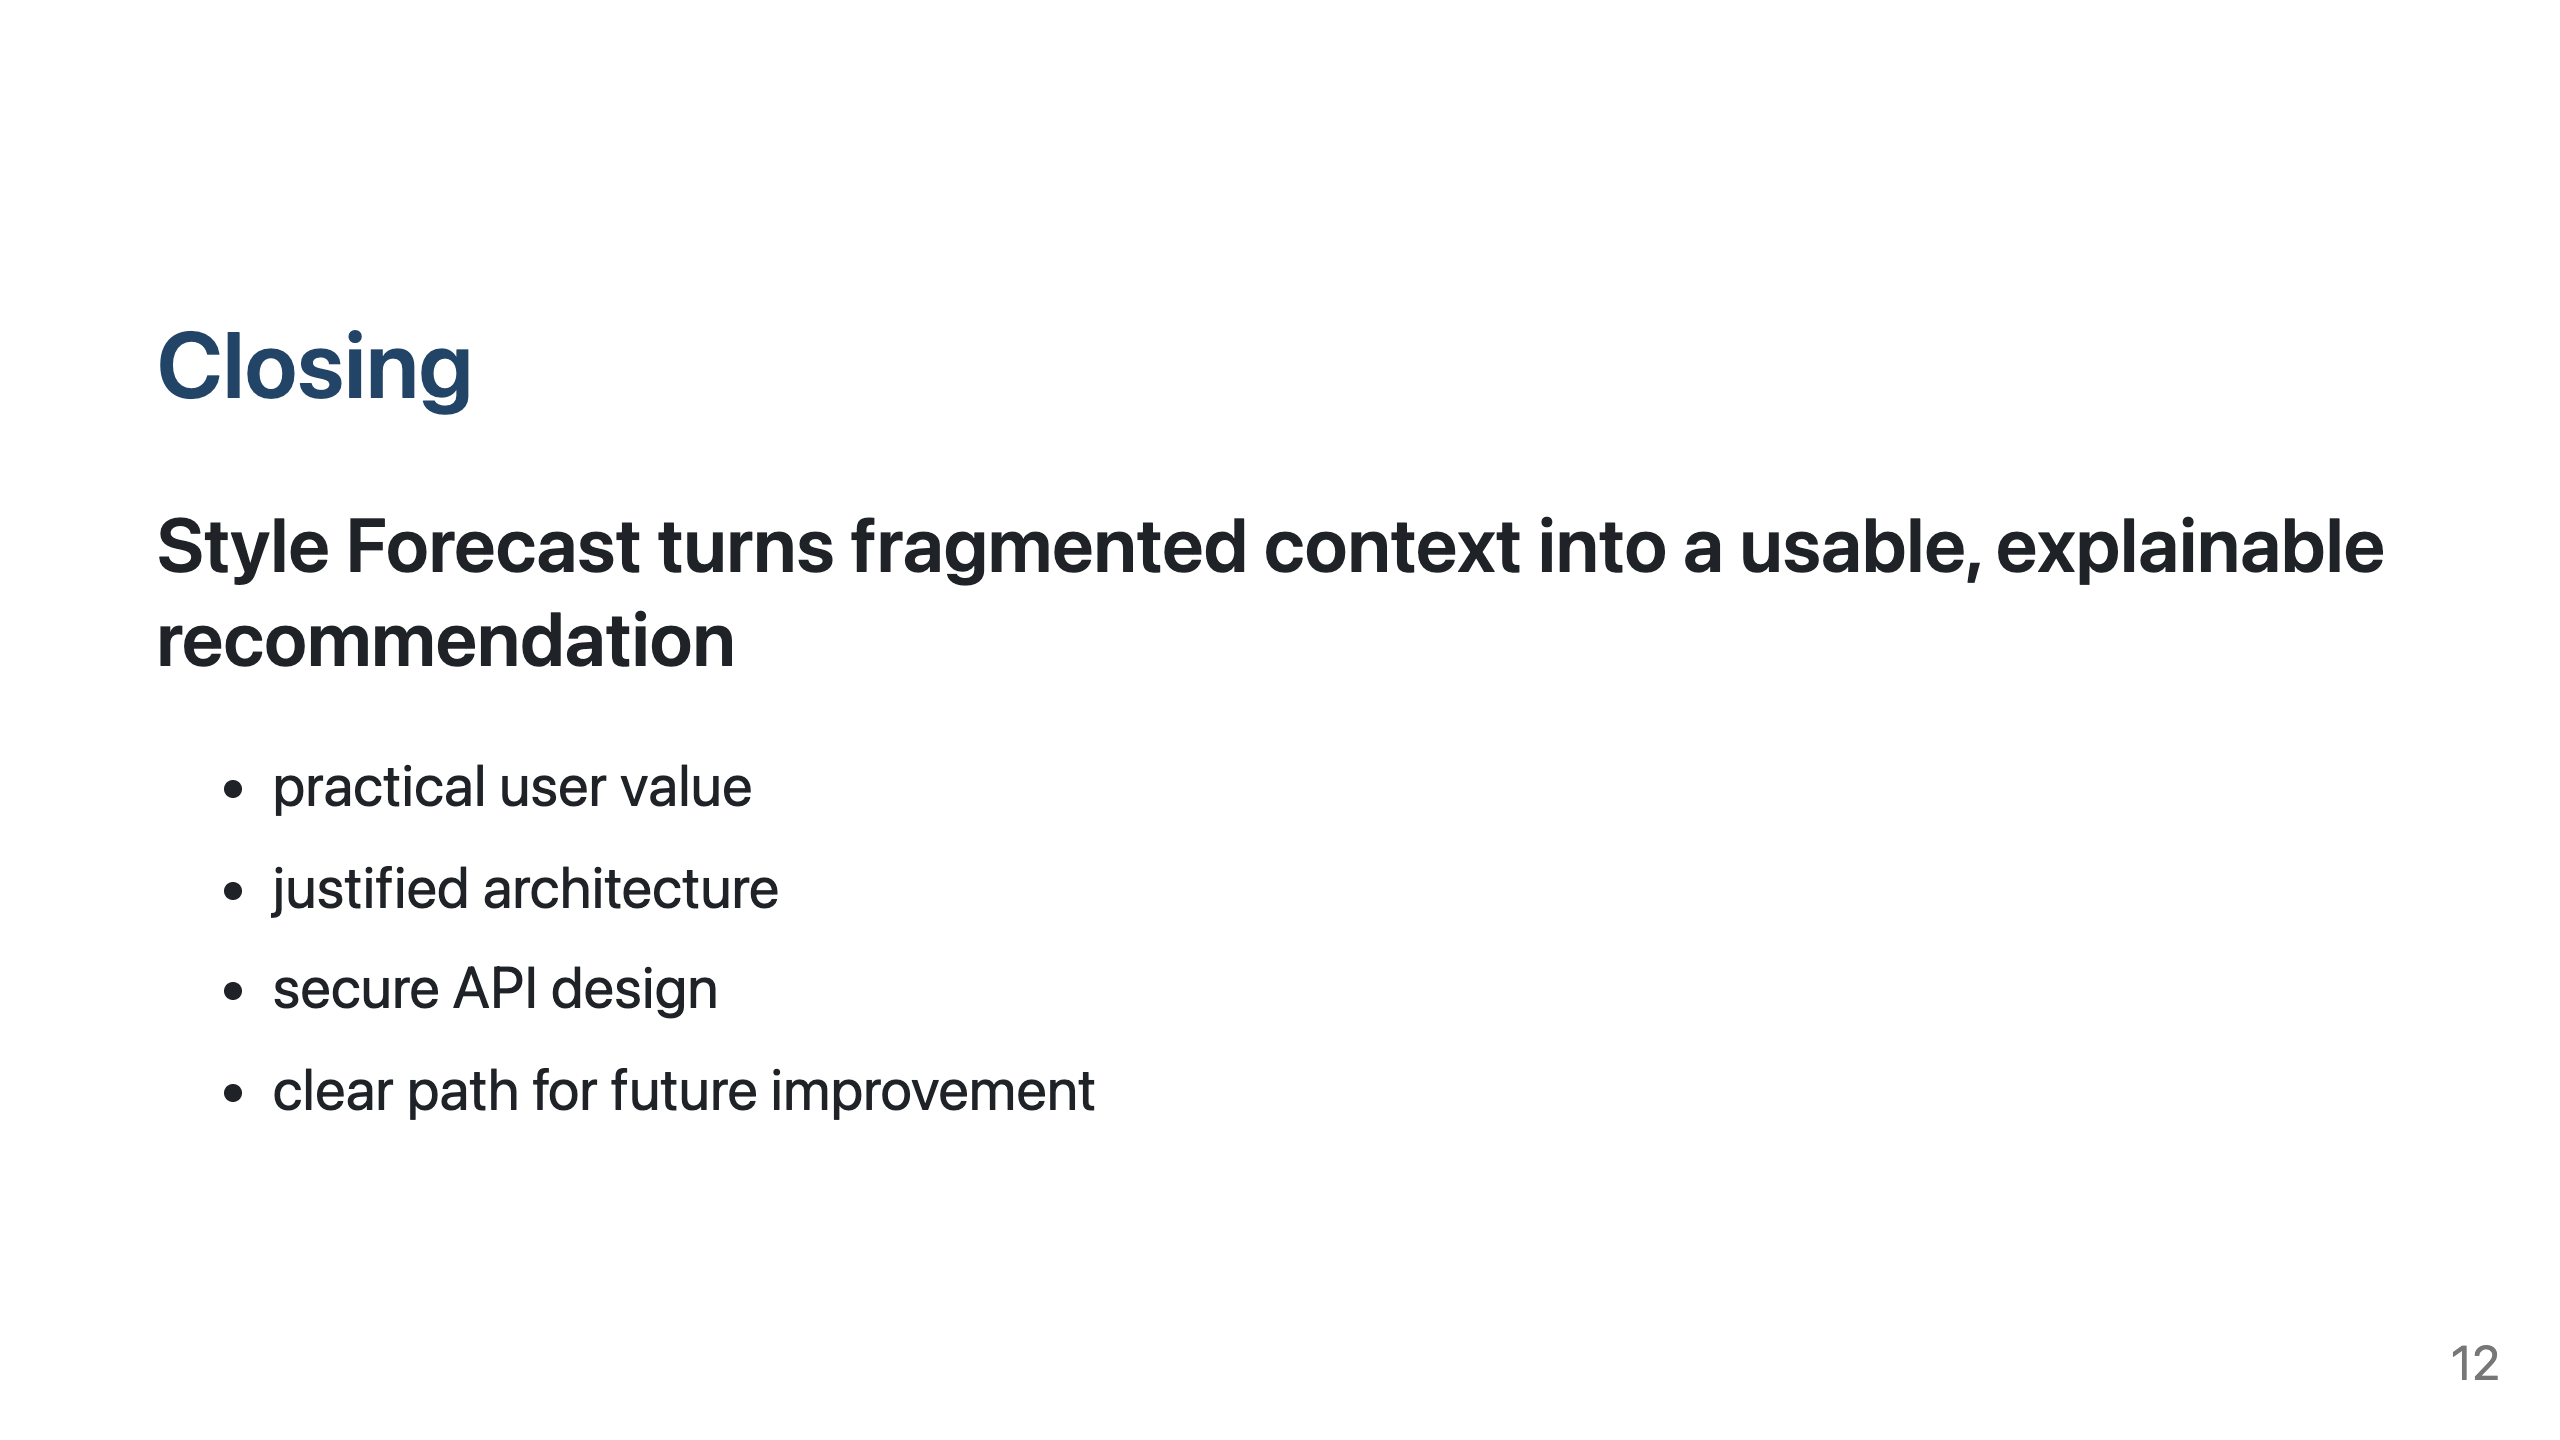 Closing
Style Forecast turns fragmented context into a usable, explainable
recommendation
• practical user value
• justified architecture
• secure API design
• clear path for future improvement
12